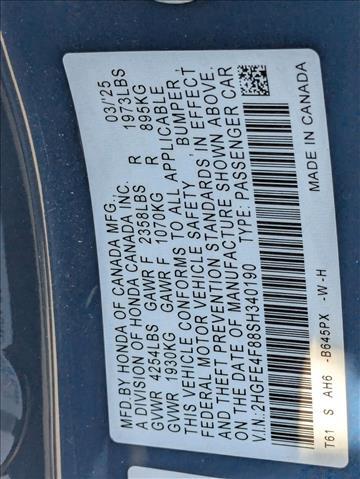 MFD.BY HONDA OF CANADA MFG., 03/'25
A DIVISION OF HONDA CANADA INC.
GVWR 4254LBS GAWR F 2358LBS R 1973LBS
GVWR 1930KG GAWR F 1070KG R 895KG
THIS VEHICLE CONFORMS TO ALL APPLICABLE
FEDERAL MOTOR VEHICLE SAFETY, BUMPER,
AND THEFT PREVENTION STANDARDS IN EFFECT
ON THE DATE OF MANUFACTURE SHOWN ABOVE.
V.I.N.:2HGFE4F88SH340190 TYPE: PASSENGER CAR
T61 S AH6 -B645PX -W-H MADE IN CANADA